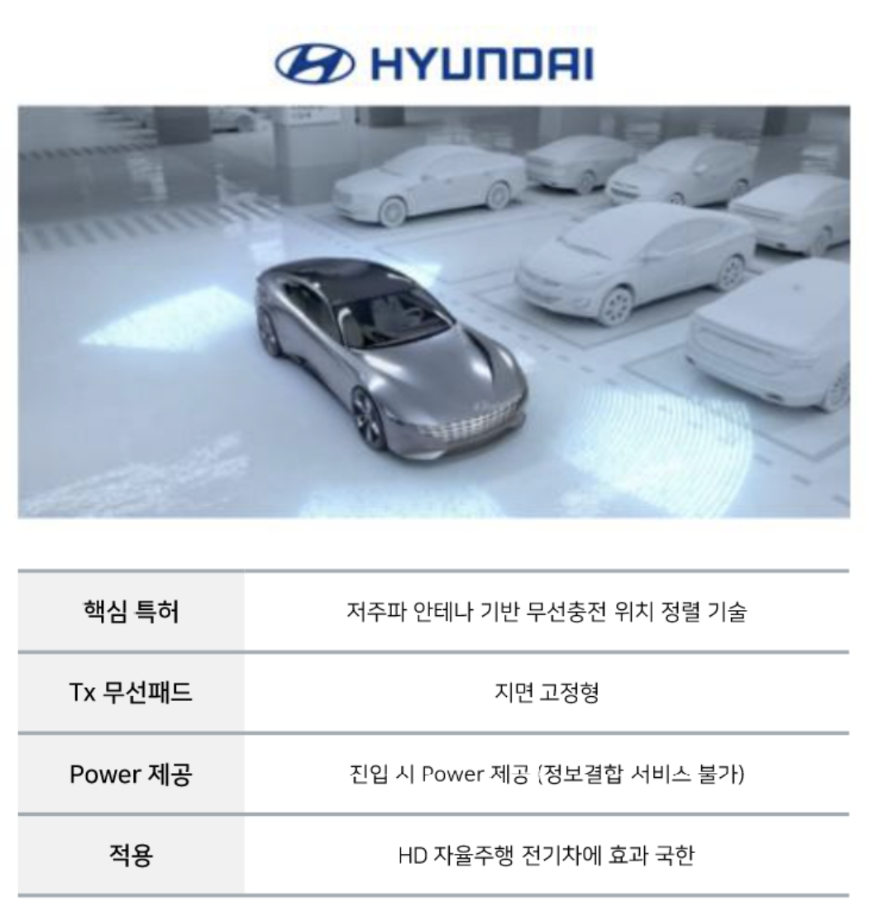 HYUNDAI
핵심 특허
저주파 안테나 기반 무선충전 위치 정렬 기술
Tx 무선패드
지면 고정형
Power 제공
진입 시 Power 제공 (정보결합 서비스 불가)
적용
HD 자율주행 전기차에 효과 국한